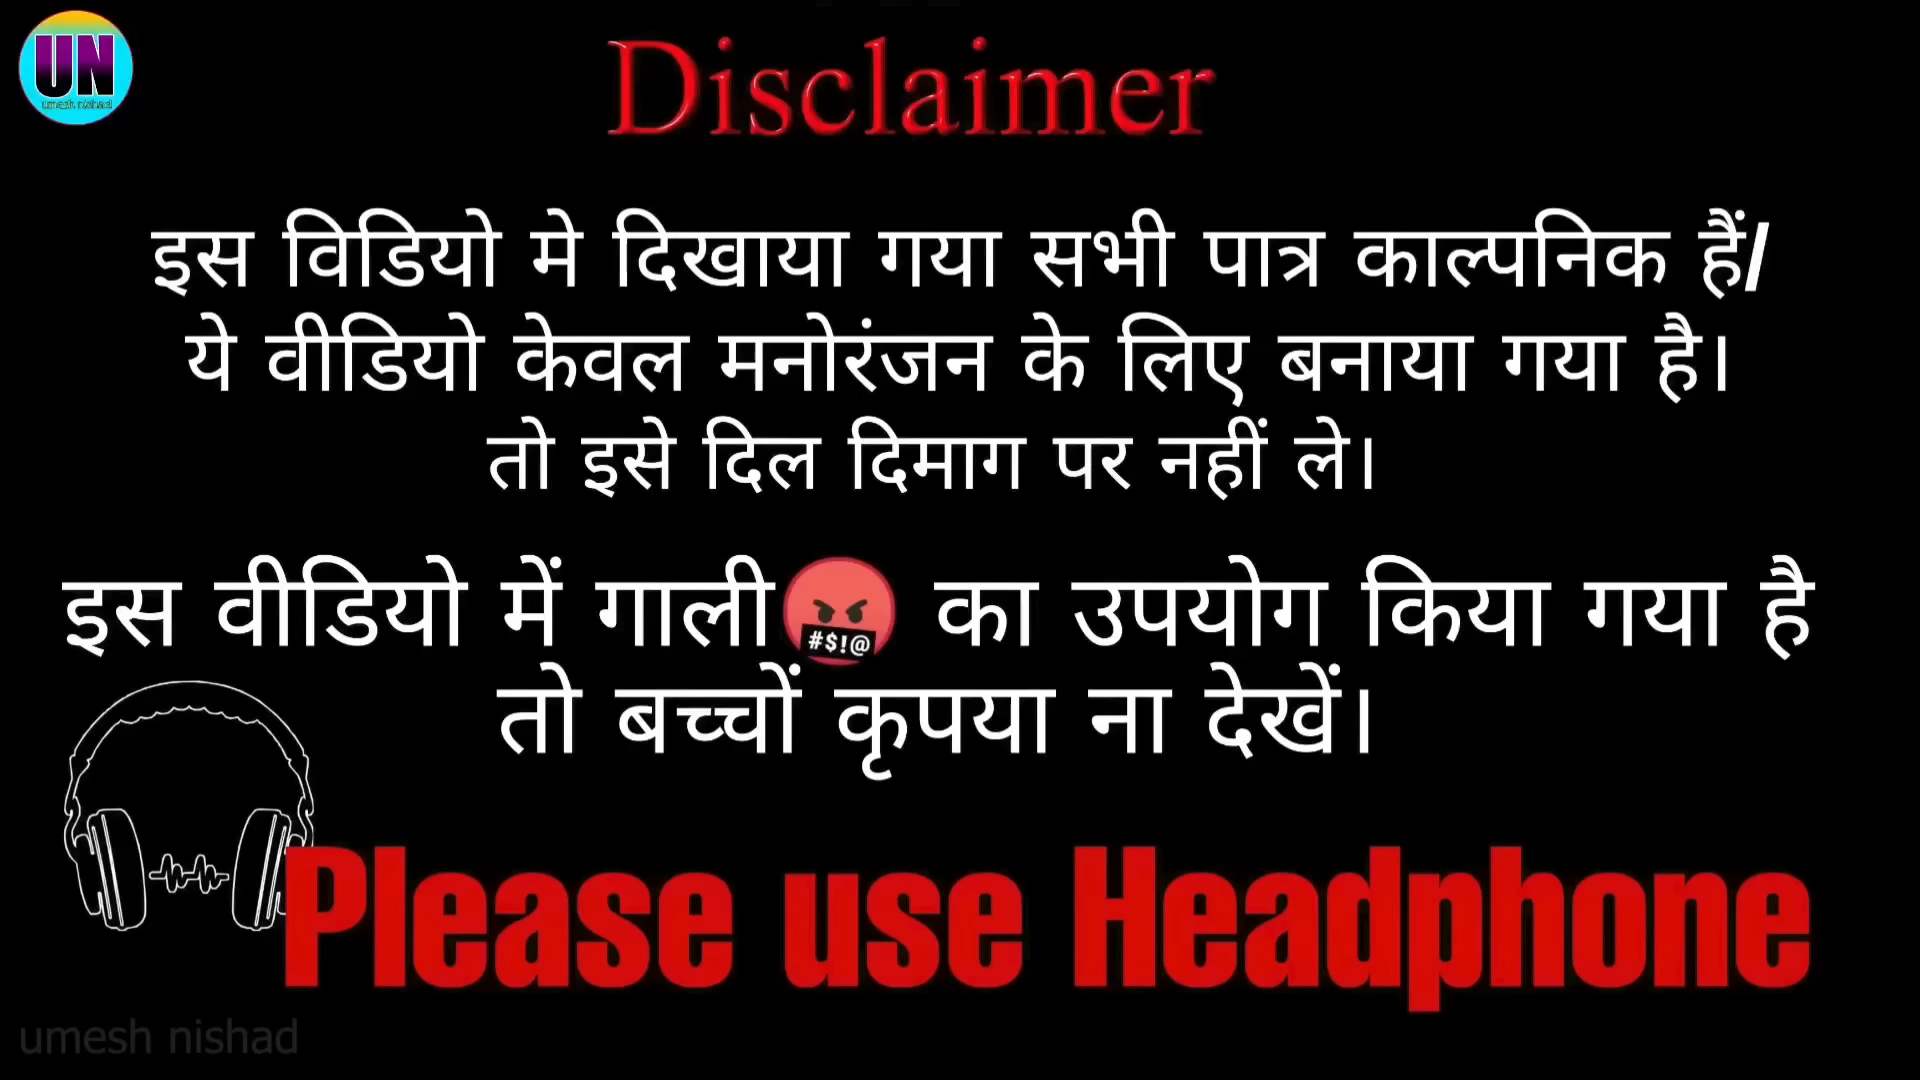 UN
umesh nishad
Disclaimer
इस विडियो मे दिखाया गया सभी पात्र काल्पनिक हैं/
ये वीडियो केवल मनोरंजन के लिए बनाया गया है।
तो इसे दिल दिमाग पर नहीं ले।
इस वीडियो में गाली🤬 का उपयोग किया गया है
तो बच्चों कृपया ना देखें।
Please use Headphone
umesh nishad